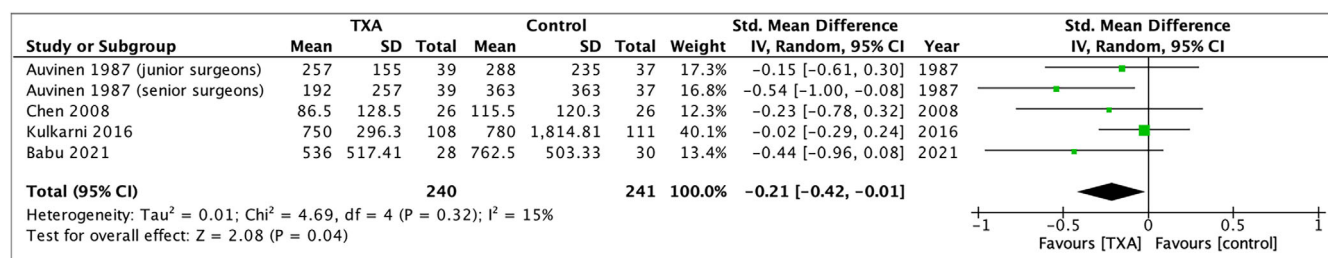 TXA Control Std. Mean Difference Std. Mean Difference
Study or Subgroup Mean SD Total Mean SD Total Weight IV, Random, 95% CI Year IV, Random, 95% CI
Auvinen 1987 (junior surgeons) 257 155 39 288 235 37 17.3% −0.15 [−0.61, 0.30] 1987
Auvinen 1987 (senior surgeons) 192 257 39 363 363 37 16.8% −0.54 [−1.00, −0.08] 1987
Chen 2008 86.5 128.5 26 115.5 120.3 26 12.3% −0.23 [−0.78, 0.32] 2008
Kulkarni 2016 750 296.3 108 780 1,814.81 111 40.1% −0.02 [−0.29, 0.24] 2016
Babu 2021 536 517.41 28 762.5 503.33 30 13.4% −0.44 [−0.96, 0.08] 2021
Total (95% CI) 240 241 100.0% −0.21 [−0.42, −0.01]
Heterogeneity: Tau² = 0.01; Chi² = 4.69, df = 4 (P = 0.32); I² = 15%
Test for overall effect: Z = 2.08 (P = 0.04)
−1 −0.5 0 0.5 1
Favours [TXA] Favours [control]